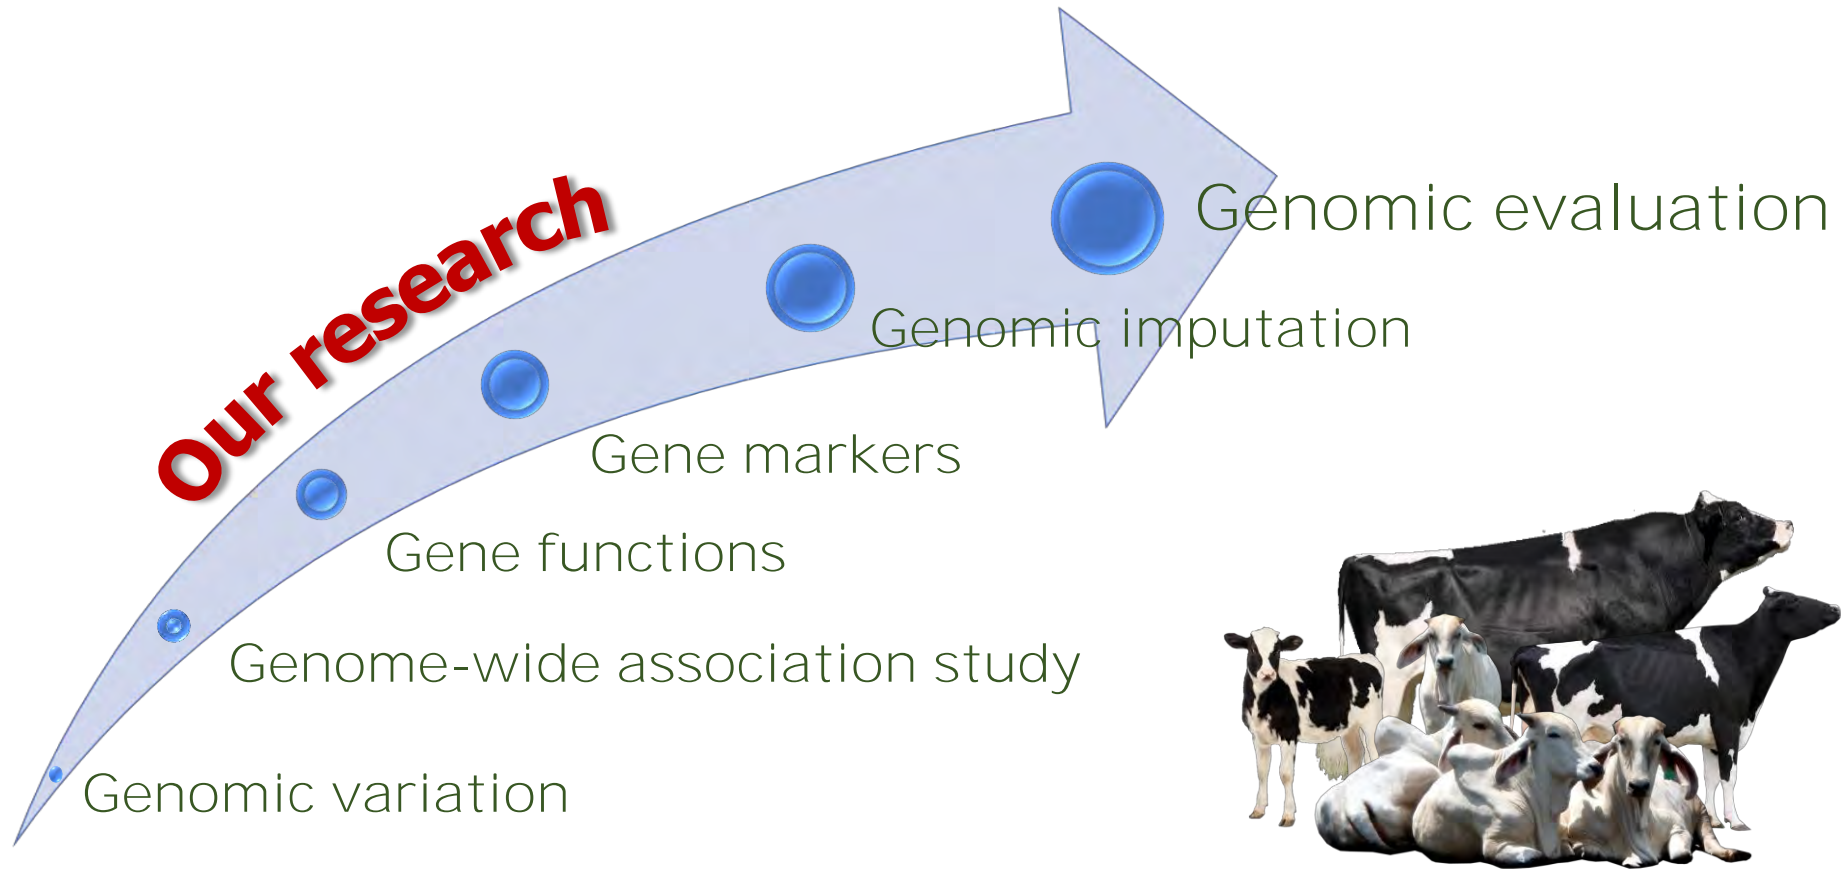 Our research
Genomic evaluation
Genomic imputation
Gene markers
Gene functions
Genome-wide association study
Genomic variation